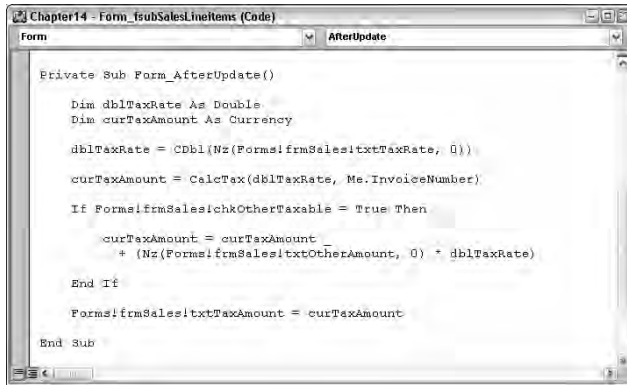 Chapter14 - Form_fsubSalesLineItems (Code)
Form AfterUpdate
Private Sub Form_AfterUpdate()
Dim dblTaxRate As Double
Dim curTaxAmount As Currency
dblTaxRate = CDbl(Nz(Forms!frmSales!txtTaxRate, 0))
curTaxAmount = CalcTax(dblTaxRate, Me.InvoiceNumber)
If Forms!frmSales!chkOtherTaxable = True Then
curTaxAmount = curTaxAmount _
+ (Nz(Forms!frmSales!txtOtherAmount, 0) * dblTaxRate)
End If
Forms!frmSales!txtTaxAmount = curTaxAmount
End Sub